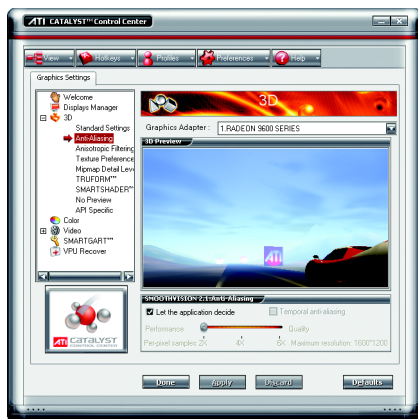 ATI CATALYST™ Control Center
View Hotkeys Profiles Preferences Help
Graphics Settings
Welcome
Displays Manager
3D
Standard Settings
Anti-Aliasing
Anisotropic Filtering
Texture Preference
Mipmap Detail Leve
TRUFORM™
SMARTSHADER™
No Preview
API Specific
Color
Video
SMARTGART™
VPU Recover
ATI CATALYST
CONTROL CENTER
3D
Graphics Adapter : 1.RADEON 9600 SERIES
3D Preview
ATI
SMOOTHVISION 2.1:Anti-Aliasing
Let the application decide Temporal anti-aliasing
Performance Quality
Per-pixel samples 2X 4X 6X Maximum resolution: 1600*1200
Done Apply Discard Defaults